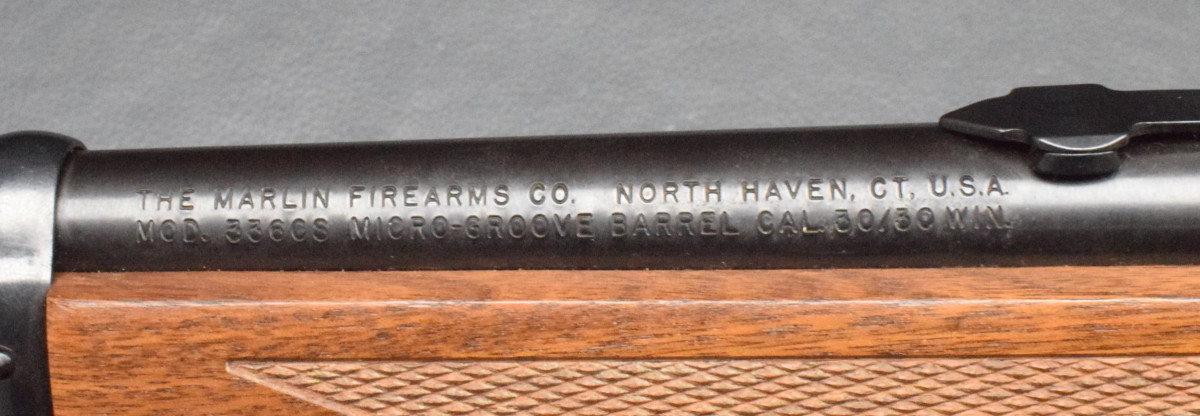 THE MARLIN FIREARMS CO. NORTH HAVEN, CT, U.S.A.
MOD. 336CS MICRO-GROOVE BARREL CAL. 30/30 WIN.